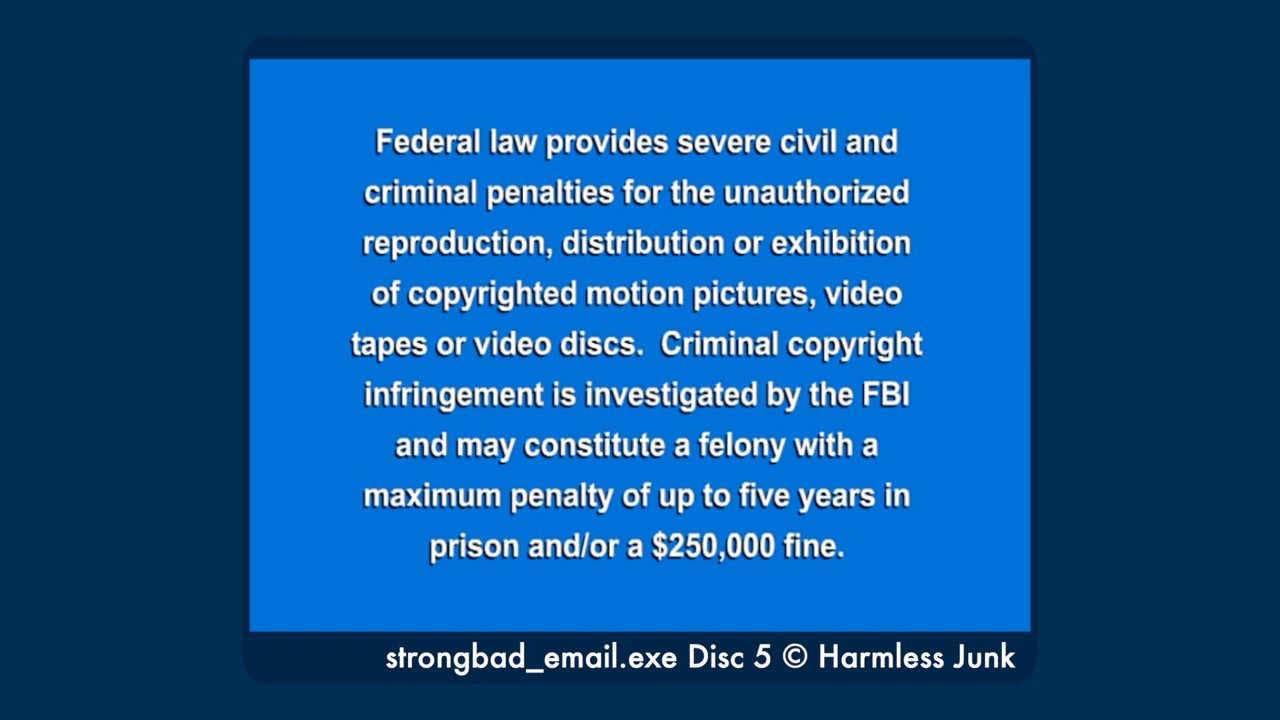 Federal law provides severe civil and
criminal penalties for the unauthorized
reproduction, distribution or exhibition
of copyrighted motion pictures, video
tapes or video discs.  Criminal copyright
infringement is investigated by the FBI
and may constitute a felony with a
maximum penalty of up to five years in
prison and/or a $250,000 fine.
strongbad_email.exe Disc 5 © Harmless Junk